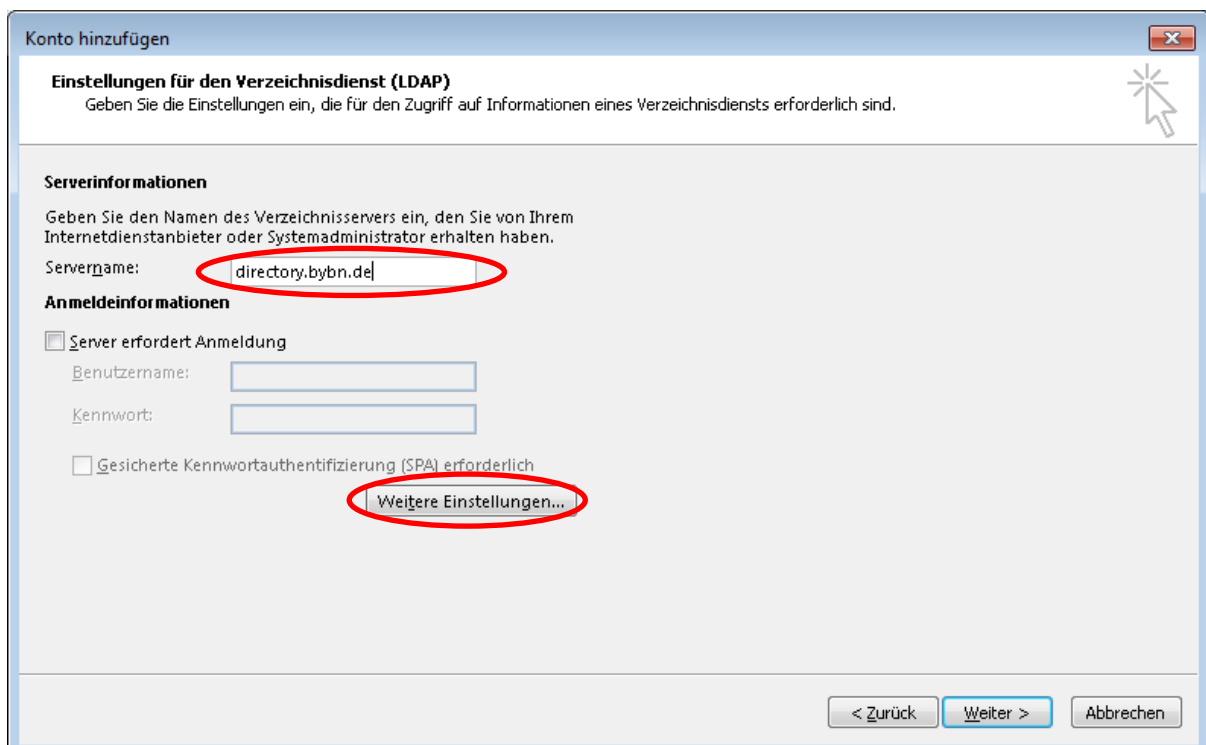 Konto hinzufügen
Einstellungen für den Verzeichnisdienst (LDAP)
Geben Sie die Einstellungen ein, die für den Zugriff auf Informationen eines Verzeichnisdiensts erforderlich sind.
Serverinformationen
Geben Sie den Namen des Verzeichnisservers ein, den Sie von Ihrem
Internetdienstanbieter oder Systemadministrator erhalten haben.
Servername: directory.bybn.de
Anmeldeinformationen
Server erfordert Anmeldung
Benutzername:
Kennwort:
Gesicherte Kennwortauthentifizierung (SPA) erforderlich
Weitere Einstellungen...
< Zurück Weiter > Abbrechen